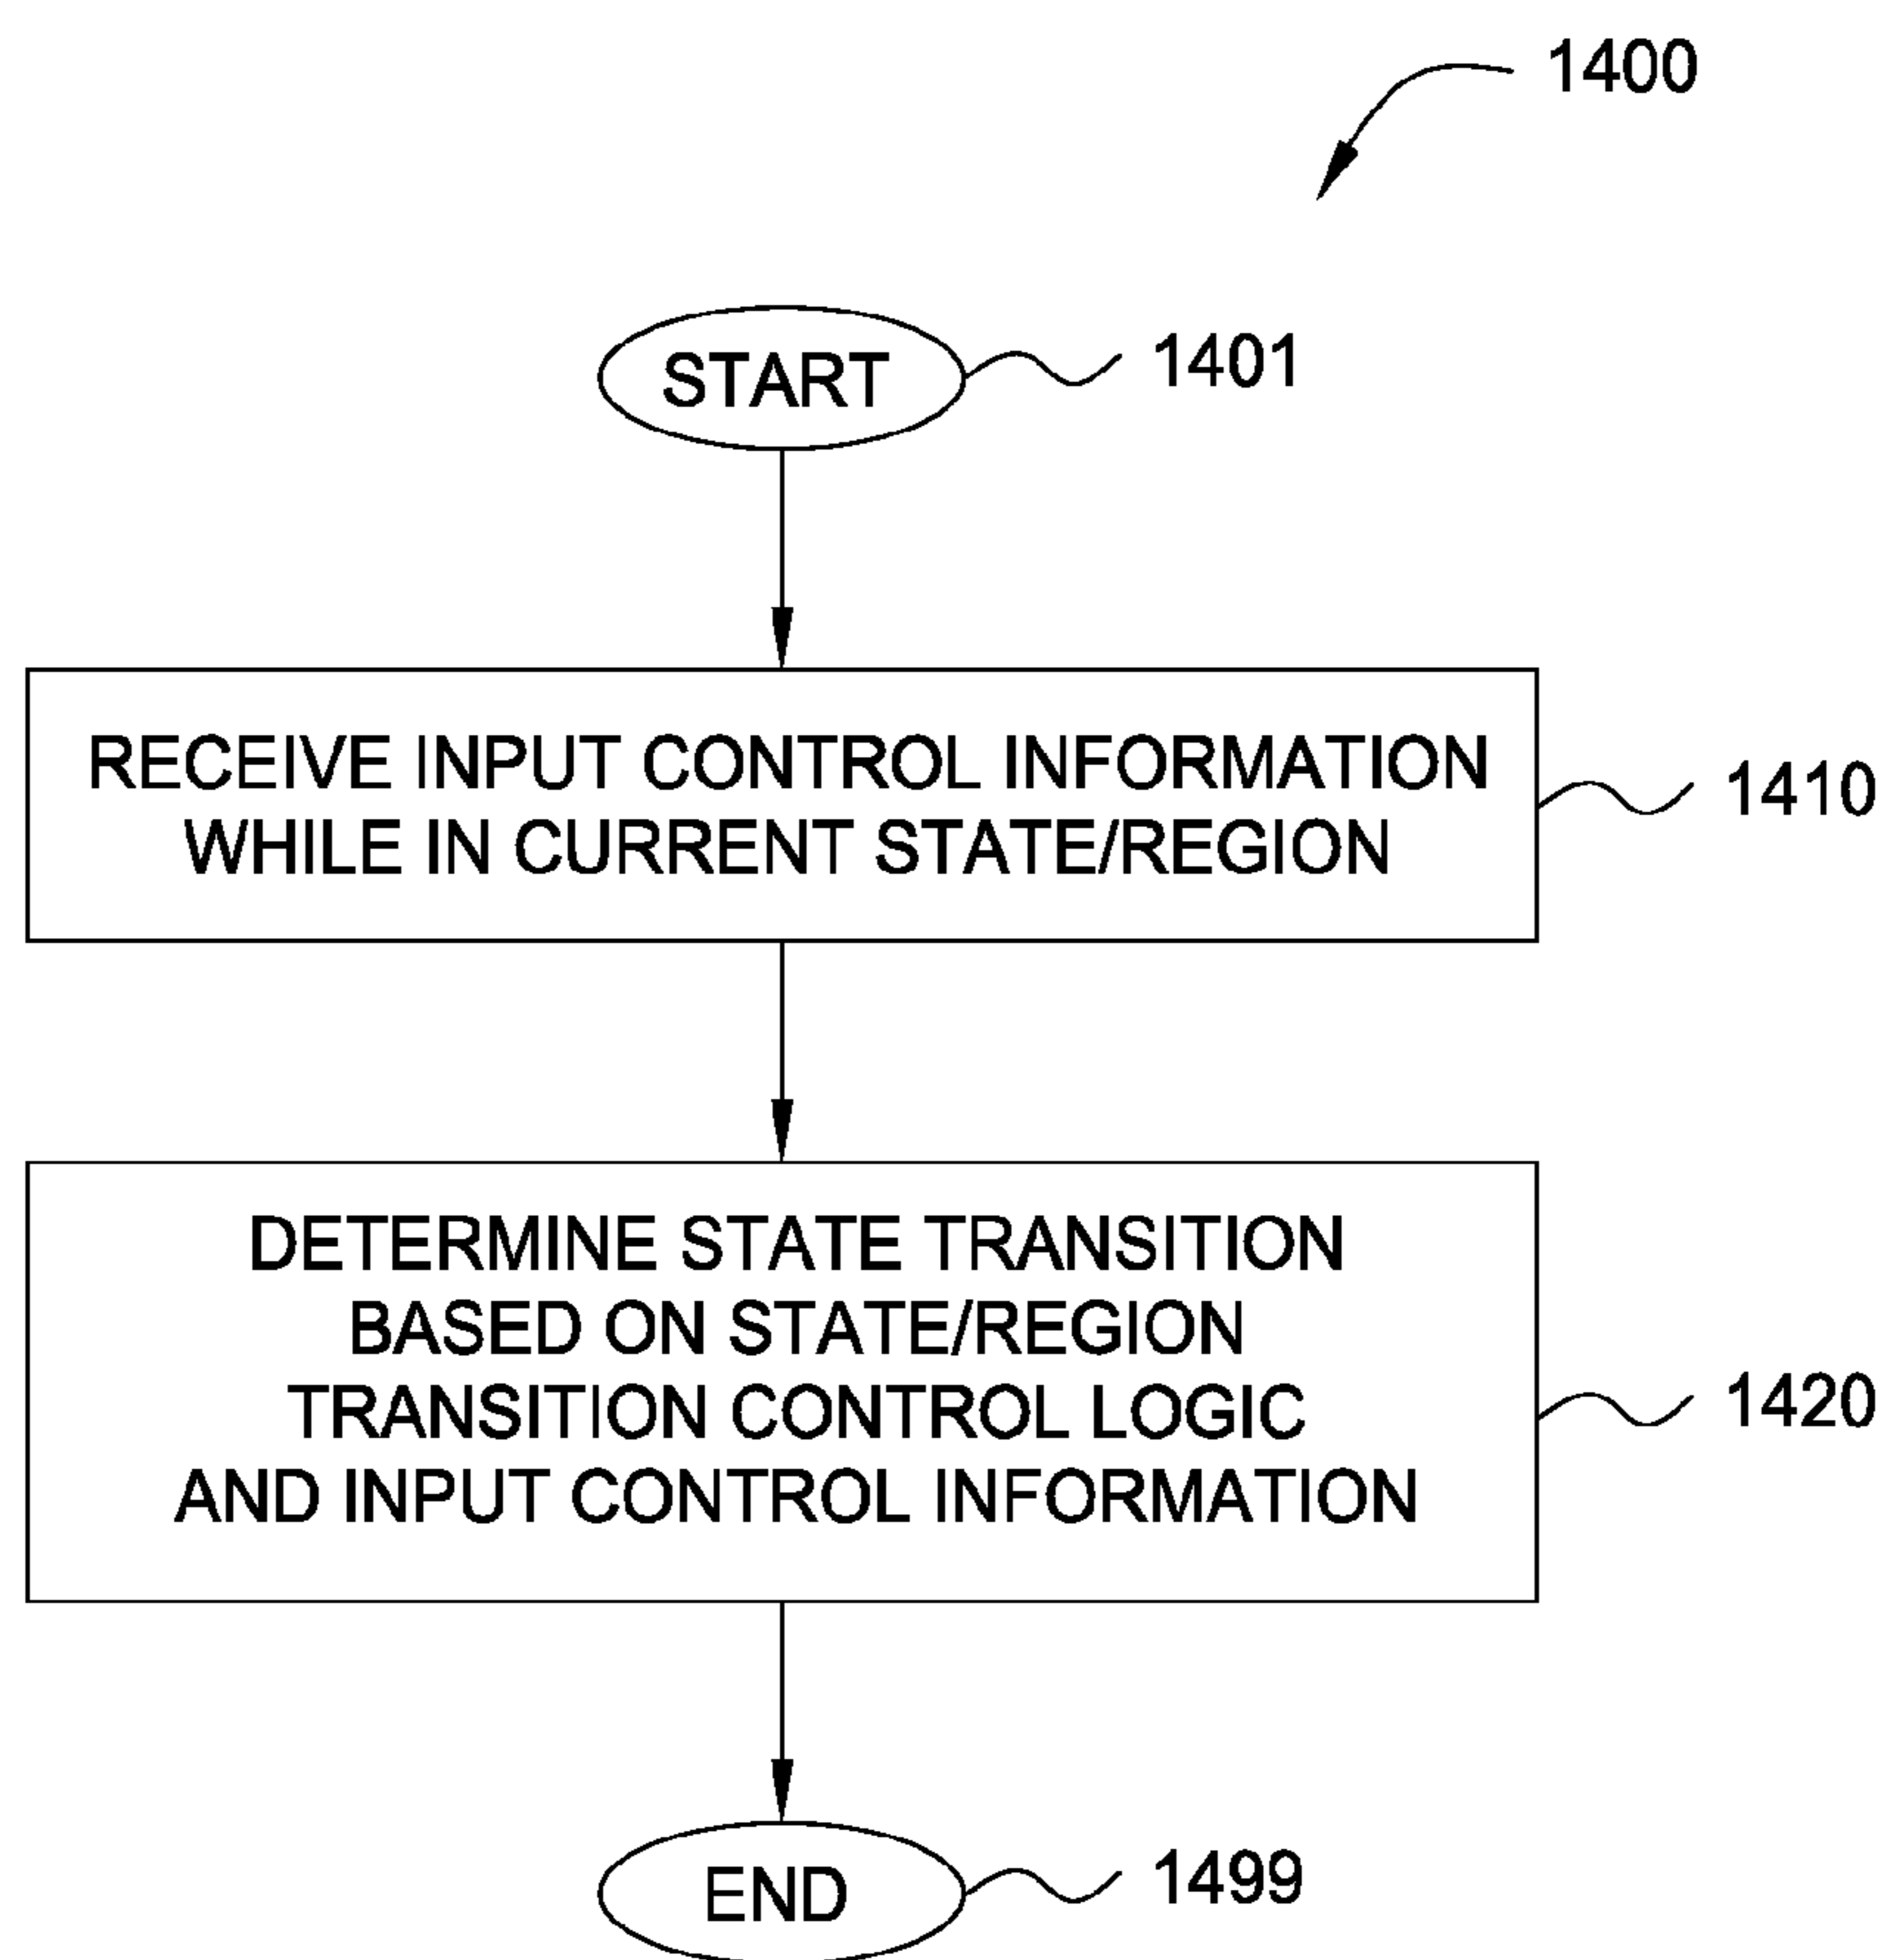 1400
START
1401
RECEIVE INPUT CONTROL INFORMATION
WHILE IN CURRENT STATE/REGION
1410
DETERMINE STATE TRANSITION
BASED ON STATE/REGION
TRANSITION CONTROL LOGIC
AND INPUT CONTROL INFORMATION
1420
END
1499